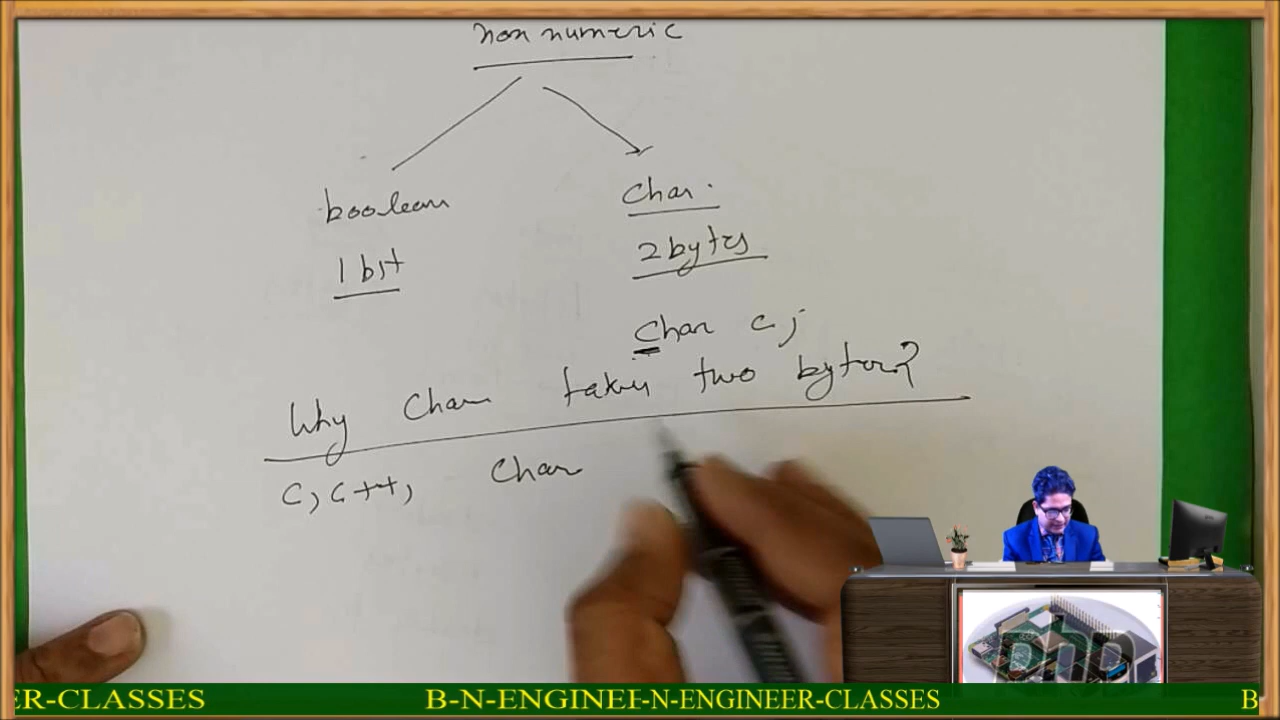 non numeric
boolean
Char.
1 bit
2 bytes
Char c;
Why Char takes two bytes?
C, C++, Char
php
ER-CLASSES B-N-ENGINEE-N-ENGINEER-CLASSES B